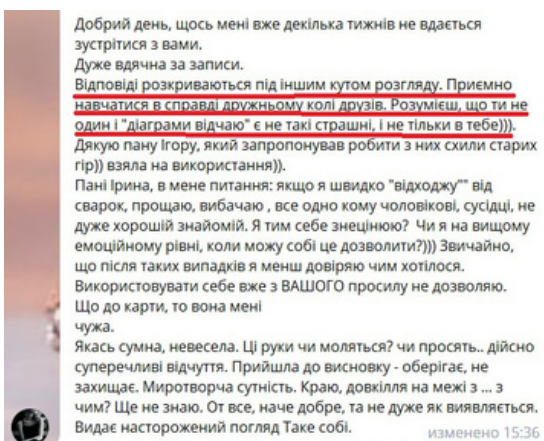 Добрий день, щось мені вже декілька тижнів не вдається
зустрітися з вами.
Дуже вдячна за записи.
Відповіді розкриваються під іншим кутом розгляду. Приємно
навчатися в справді дружньому колі друзів. Розумієш, що ти не
один і "діаграми відчаю" є не такі страшні, і не тільки в тебе))).
Дякую пану Ігору, який запропонував робити з них схили старих
гір)) взяла на використання)).
Пані Ірина, в мене питання: якщо я швидко "відходжу"" від
сварок, прощаю, вибачаю , все одно кому чоловікові, сусідці, не
дуже хорошій знайомій. Я тим себе знецінюю?  Чи я на вищому
емоційному рівні, коли можу собі це дозволити?))) Звичайно,
що після таких випадків я менш довіряю чим хотілося.
Використовувати себе вже з ВАШОГО просилу не дозволяю.
Що до карти, то вона мені
чужа.
Якась сумна, невесела. Ці руки чи моляться? чи просять.. дійсно
суперечливі відчуття. Прийшла до висновку - оберігає, не
захищає. Миротворча сутність. Краю, довкілля на межі з ... з
чим? Ще не знаю. От все, наче добре, та не дуже як виявляється.
Видає насторожений погляд Таке собі.
изменено 15:36